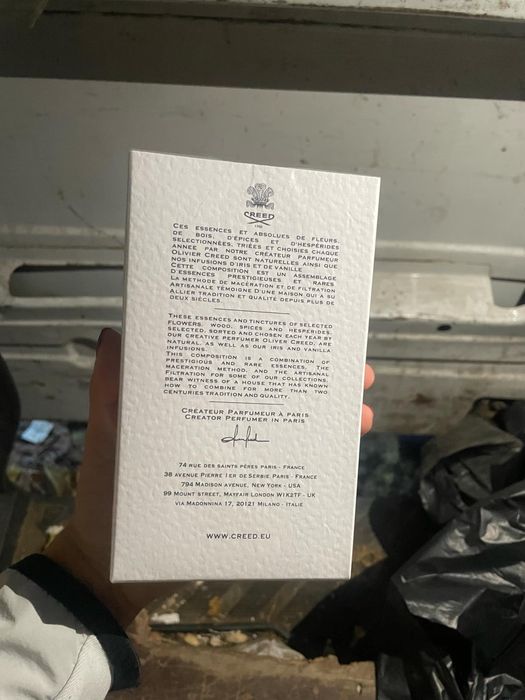 CREED
1760
CES ESSENCES ET ABSOLUES DE FLEURS,
DE BOIS, D'ÉPICES ET D'HESPÉRIDES
SELECTIONNÉES, TRIÉES ET CHOISIES CHAQUE
ANNÉE PAR NOTRE CRÉATEUR PARFUMEUR
OLIVIER CREED SONT NATURELLES AINSI QUE
NOS INFUSIONS D'IRIS ET DE VANILLE.
CETTE COMPOSITION EST UN ASSEMBLAGE
D'ESSENCES PRESTIGIEUSES ET RARES
LA METHODE DE MACÉRATION ET DE FILTRATION
ARTISANALE TÉMOIGNE D'UNE MAISON QUI A SU
ALLIER TRADITION ET QUALITÉ DEPUIS PLUS DE
DEUX SIÈCLES.
THESE ESSENCES AND TINCTURES OF SELECTED
FLOWERS, WOOD, SPICES AND HESPERIDES,
SELECTED, SORTED AND CHOSEN EACH YEAR BY
OUR CREATIVE PERFUMER OLIVER CREED, ARE
NATURAL, AS WELL AS OUR IRIS AND VANILLA
INFUSIONS.
THIS COMPOSITION IS A COMBINATION OF
PRESTIGIOUS AND RARE ESSENCES. THE
MACERATION METHOD, AND THE ARTISANAL
FILTRATION FOR SOME OF OUR COLLECTIONS,
BEAR WITNESS OF A HOUSE THAT HAS KNOWN
HOW TO COMBINE FOR MORE THAN TWO
CENTURIES TRADITION AND QUALITY.
CRÉATEUR PARFUMEUR À PARIS
CREATOR PERFUMER IN PARIS
74 RUE DES SAINTS PÈRES PARIS - FRANCE
38 AVENUE PIERRE 1ER DE SERBIE PARIS - FRANCE
794 MADISON AVENUE, NEW YORK - USA
99 MOUNT STREET, MAYFAIR LONDON W1K2TF - UK
VIA MADONNINA 17, 20121 MILANO - ITALIE
WWW.CREED.EU